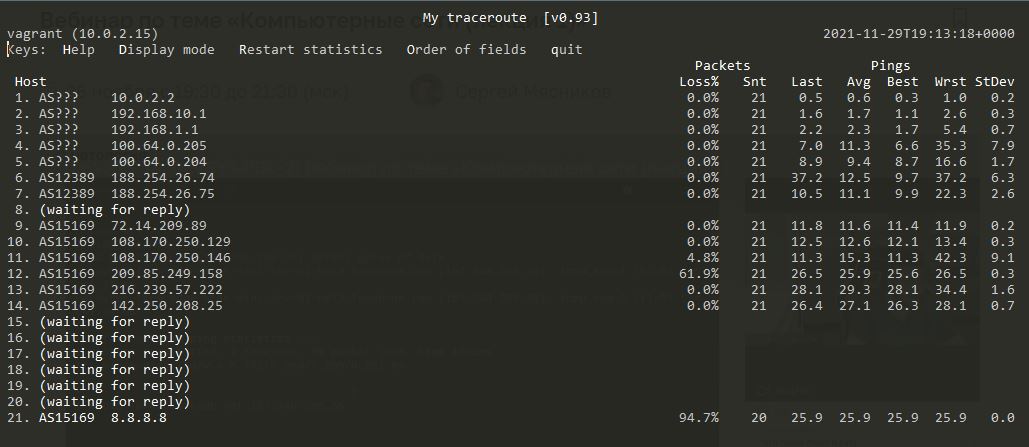 My traceroute [v0.93]
vagrant (10.0.2.15) 2021-11-29T19:13:18+0000
Keys: Help Display mode Restart statistics Order of fields quit
Packets Pings
Host Loss% Snt Last Avg Best Wrst StDev
1. AS??? 10.0.2.2 0.0% 21 0.5 0.6 0.3 1.0 0.2
2. AS??? 192.168.10.1 0.0% 21 1.6 1.7 1.1 2.6 0.3
3. AS??? 192.168.1.1 0.0% 21 2.2 2.3 1.7 5.4 0.7
4. AS??? 100.64.0.205 0.0% 21 7.0 11.3 6.6 35.3 7.9
5. AS??? 100.64.0.204 0.0% 21 8.9 9.4 8.7 16.6 1.7
6. AS12389 188.254.26.74 0.0% 21 37.2 12.5 9.7 37.2 6.3
7. AS12389 188.254.26.75 0.0% 21 10.5 11.1 9.9 22.3 2.6
8. (waiting for reply)
9. AS15169 72.14.209.89 0.0% 21 11.8 11.6 11.4 11.9 0.2
10. AS15169 108.170.250.129 0.0% 21 12.5 12.6 12.1 13.4 0.3
11. AS15169 108.170.250.146 4.8% 21 11.3 15.3 11.3 42.3 9.1
12. AS15169 209.85.249.158 61.9% 21 26.5 25.9 25.6 26.5 0.3
13. AS15169 216.239.57.222 0.0% 21 28.1 29.3 28.1 34.4 1.6
14. AS15169 142.250.208.25 0.0% 21 26.4 27.1 26.3 28.1 0.7
15. (waiting for reply)
16. (waiting for reply)
17. (waiting for reply)
18. (waiting for reply)
19. (waiting for reply)
20. (waiting for reply)
21. AS15169 8.8.8.8 94.7% 20 25.9 25.9 25.9 25.9 0.0
Вебинар по теме «Компьютерные
19:30 до 21:30 (мск)
Сергей Мясников